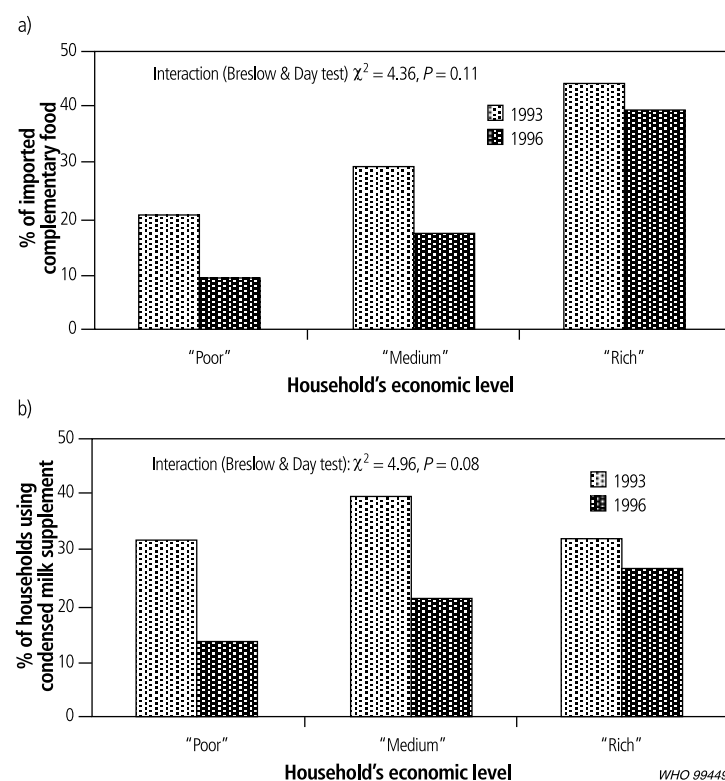 a)
50
40
30
20
10
0
% of imported
complementary food
Interaction (Breslow & Day test) χ² = 4.36, P = 0.11
1993
1996
"Poor"
"Medium"
"Rich"
Household's economic level
b)
50
40
30
20
10
0
% of households using
condensed milk supplement
Interaction (Breslow & Day test): χ² = 4.96, P = 0.08
1993
1996
"Poor"
"Medium"
"Rich"
Household's economic level
WHO 99449